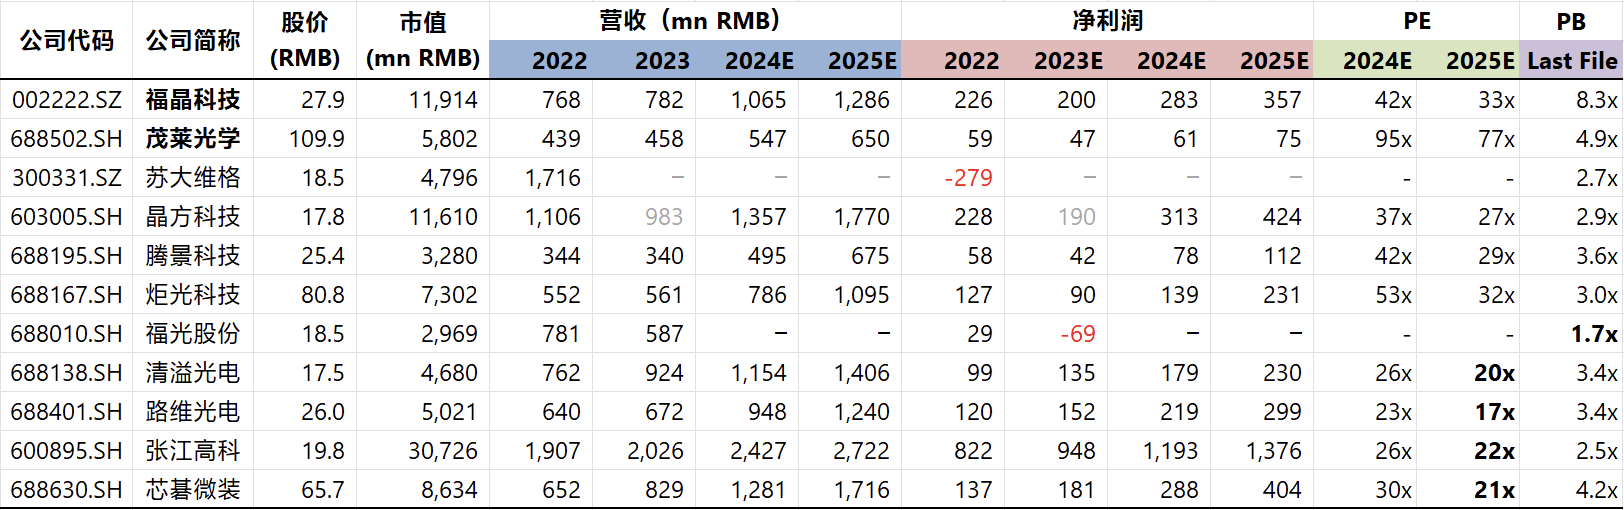 公司代码 公司简称 股价 (RMB) 市值 (mn RMB) 营收（mn RMB） 净利润 PE PB
2022 2023 2024E 2025E 2022 2023E 2024E 2025E 2024E 2025E Last File
002222.SZ 福晶科技 27.9 11,914 768 782 1,065 1,286 226 200 283 357 42x 33x 8.3x
688502.SH 茂莱光学 109.9 5,802 439 458 547 650 59 47 61 75 95x 77x 4.9x
300331.SZ 苏大维格 18.5 4,796 1,716 – – – -279 – – – - - 2.7x
603005.SH 晶方科技 17.8 11,610 1,106 983 1,357 1,770 228 190 313 424 37x 27x 2.9x
688195.SH 腾景科技 25.4 3,280 344 340 495 675 58 42 78 112 42x 29x 3.6x
688167.SH 炬光科技 80.8 7,302 552 561 786 1,095 127 90 139 231 53x 32x 3.0x
688010.SH 福光股份 18.5 2,969 781 587 – – 29 -69 – – - - 1.7x
688138.SH 清溢光电 17.5 4,680 762 924 1,154 1,406 99 135 179 230 26x 20x 3.4x
688401.SH 路维光电 26.0 5,021 640 672 948 1,240 120 152 219 299 23x 17x 3.4x
600895.SH 张江高科 19.8 30,726 1,907 2,026 2,427 2,722 822 948 1,193 1,376 26x 22x 2.5x
688630.SH 芯碁微装 65.7 8,634 652 829 1,281 1,716 137 181 288 404 30x 21x 4.2x